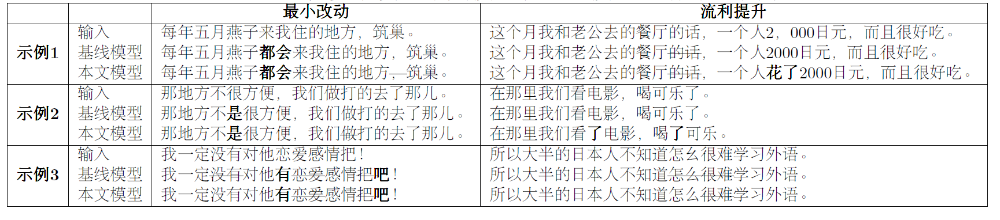 最小改动 流利提升
示例1 输入 每年五月燕子来我住的地方，筑巢。 这个月我和老公去的餐厅的话，一个人2，000日元，而且很好吃。
基线模型 每年五月燕子都会来我住的地方，筑巢。 这个月我和老公去的餐厅的话，一个人2000日元，而且很好吃。
本文模型 每年五月燕子都会来我住的地方，筑巢。 这个月我和老公去的餐厅的话，一个人花了2000日元，而且很好吃。
示例2 输入 那地方不很方便，我们做打的去了那儿。 在那里我们看电影，喝可乐了。
基线模型 那地方不是很方便，我们做打的去了那儿。 在那里我们看电影，喝可乐了。
本文模型 那地方不是很方便，我们做打的去了那儿。 在那里我们看了电影，喝了可乐。
示例3 输入 我一定没有对他恋爱感情把！ 所以大半的日本人不知道怎么很难学习外语。
基线模型 我一定没有对他有恋爱感情把吧！ 所以大半的日本人不知道怎么很难学习外语。
本文模型 我一定没有对他有恋爱感情把吧！ 所以大半的日本人不知道怎么很难学习外语。